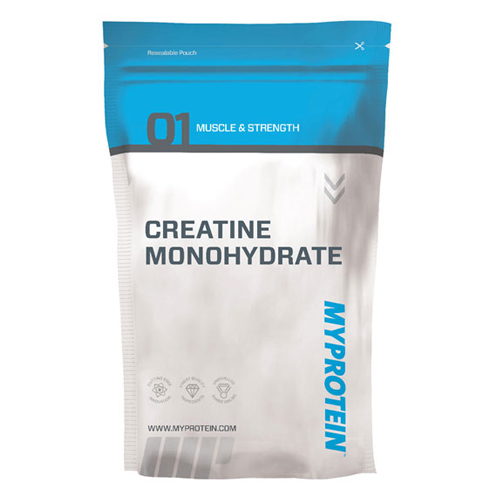 Resealable Pouch
01 MUSCLE & STRENGTH
CREATINE
MONOHYDRATE
MYPROTEIN
WWW.MYPROTEIN.COM